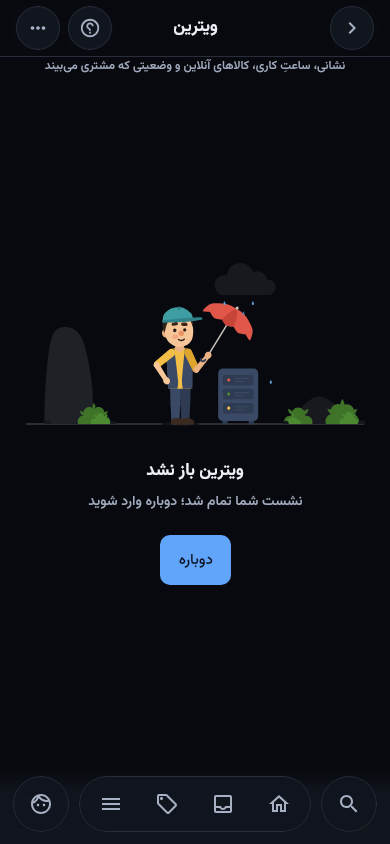 ویترین
نشانی، ساعتِ کاری، کالاهای آنلاین و وضعیتی که مشتری می‌بیند
ویترین باز نشد
نشست شما تمام شد؛ دوباره وارد شوید
دوباره